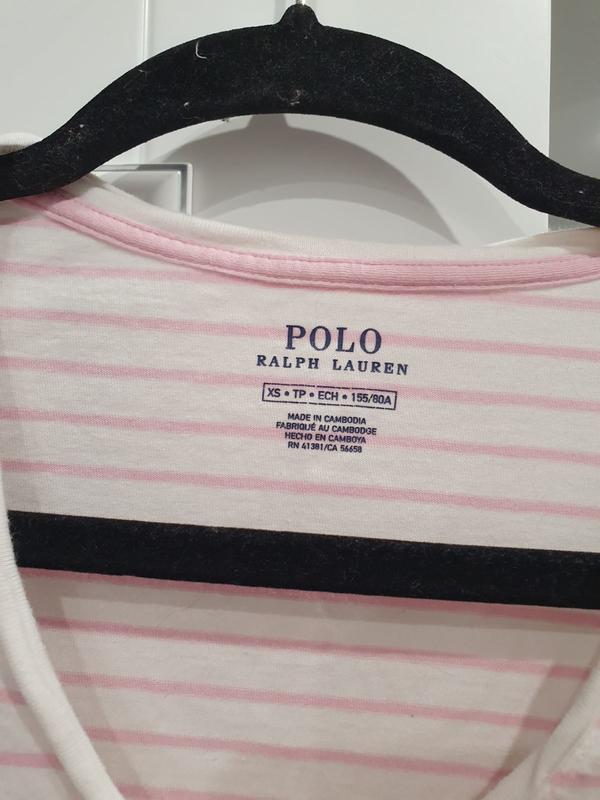 POLO
RALPH LAUREN
XS • TP • ECH • 155/80A
MADE IN CAMBODIA
FABRIQUÉ AU CAMBODGE
HECHO EN CAMBOYA
RN 41381/CA 56658